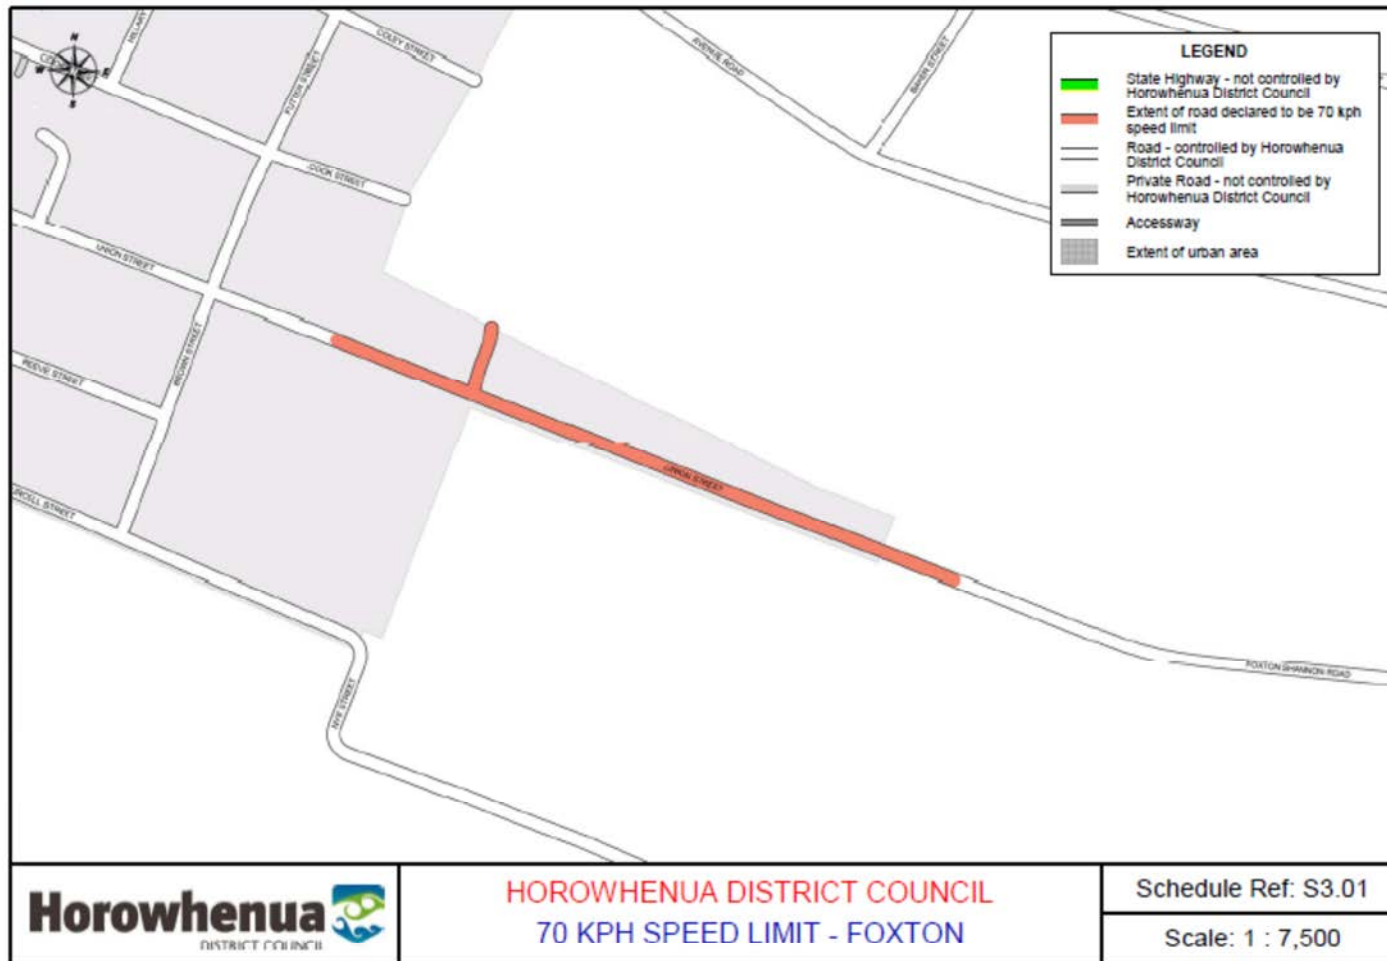 N
W
E
S
HILLARY
COLEY STREET
FUTTER STREET
AVENUE ROAD
BAKER STREET
COOK STREET
UNION STREET
BROWN STREET
REEVE STREET
UNION STREET
NYE STREET
FOXTON SHANNON ROAD
LEGEND
State Highway - not controlled by
Horowhenua District Council
Extent of road declared to be 70 kph
speed limit
Road - controlled by Horowhenua
District Council
Private Road - not controlled by
Horowhenua District Council
Accessway
Extent of urban area
Horowhenua
DISTRICT COUNCIL
HOROWHENUA DISTRICT COUNCIL
70 KPH SPEED LIMIT - FOXTON
Schedule Ref: S3.01
Scale: 1 : 7,500